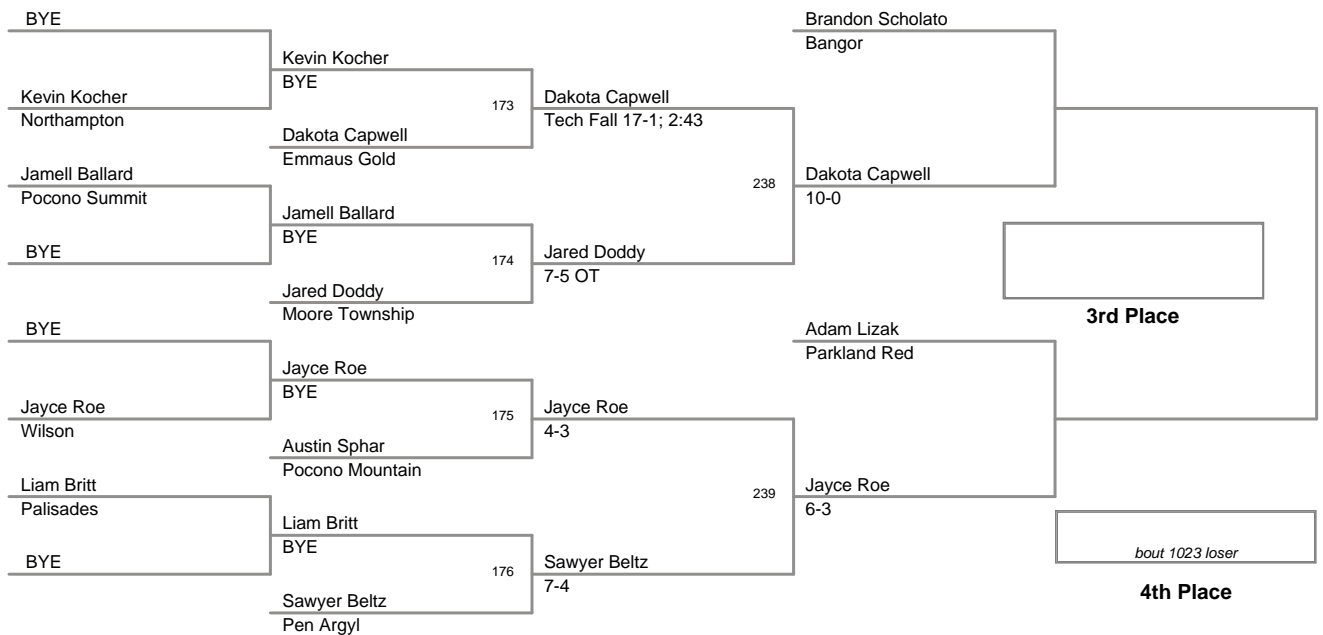 BYE
Brandon Scholato
Bangor
Kevin Kocher
BYE
Kevin Kocher
Northampton
173
Dakota Capwell
Tech Fall 17-1; 2:43
Dakota Capwell
Emmaus Gold
Jamell Ballard
Pocono Summit
238
Dakota Capwell
10-0
Jamell Ballard
BYE
BYE
174
Jared Doddy
7-5 OT
Jared Doddy
Moore Township
3rd Place
BYE
Adam Lizak
Parkland Red
Jayce Roe
BYE
Jayce Roe
Wilson
175
Jayce Roe
4-3
Austin Sphar
Pocono Mountain
Liam Britt
Palisades
239
Jayce Roe
6-3
Liam Britt
BYE
BYE
176
Sawyer Beltz
7-4
bout 1023 loser
4th Place
Sawyer Beltz
Pen Argyl